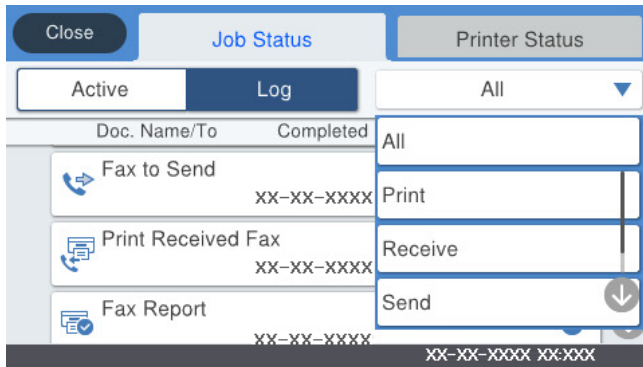 Close Job Status Printer Status
Active Log All
Doc. Name/To Completed
All
Fax to Send
XX-XX-XXXX
Print
Print Received Fax
XX-XX-XXXX
Receive
Fax Report
XX-XX-XXXX
Send
XX-XX-XXXX XX:XXX